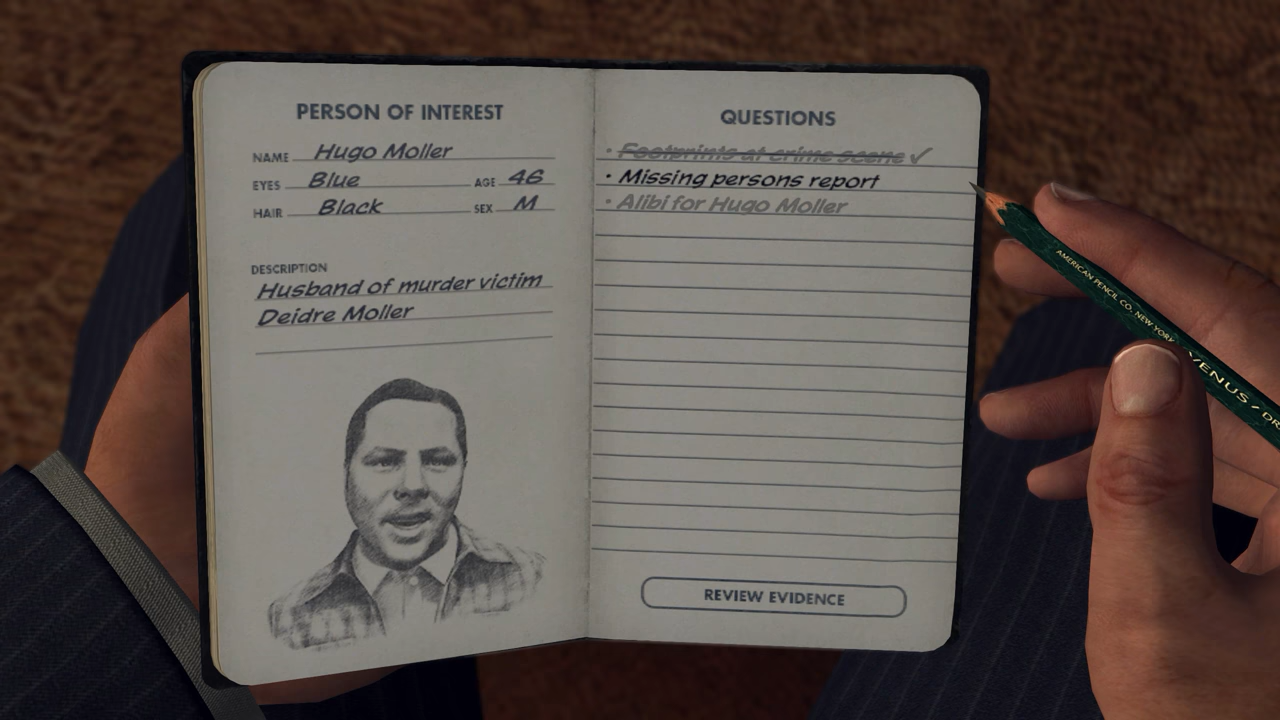 PERSON OF INTEREST
NAME Hugo Moller
EYES Blue AGE 46
HAIR Black SEX M
DESCRIPTION
Husband of murder victim
Deidre Moller
QUESTIONS
• Footprints at crime scene ✓
• Missing persons report
• Alibi for Hugo Moller
REVIEW EVIDENCE
AMERICAN PENCIL CO. NEW YORK VENUS / DR